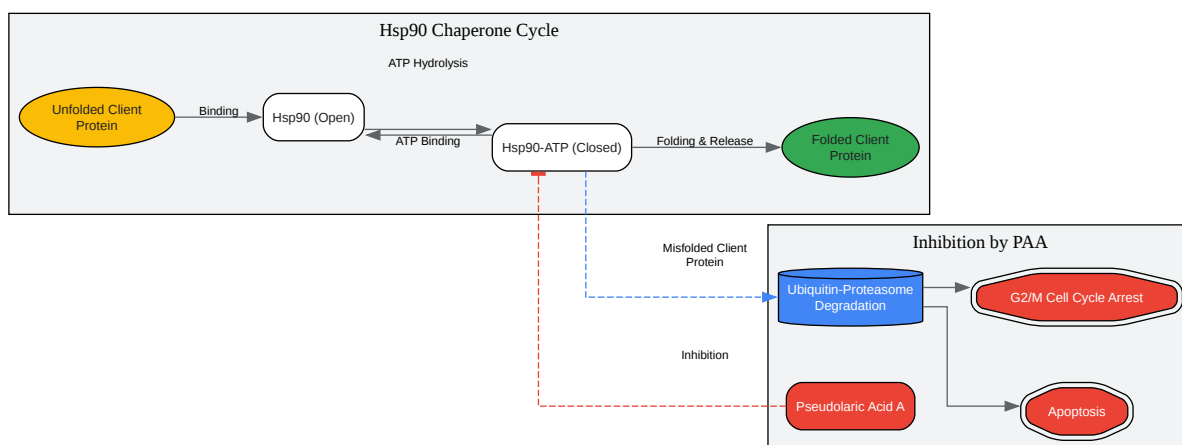 Hsp90 Chaperone Cycle
ATP Hydrolysis
Unfolded Client
Protein
Binding
Hsp90 (Open)
ATP Binding
Hsp90-ATP (Closed)
Folding & Release
Folded Client
Protein
Misfolded Client
Protein
Inhibition by PAA
Ubiquitin-Proteasome
Degradation
G2/M Cell Cycle Arrest
Inhibition
Pseudolaric Acid A
Apoptosis